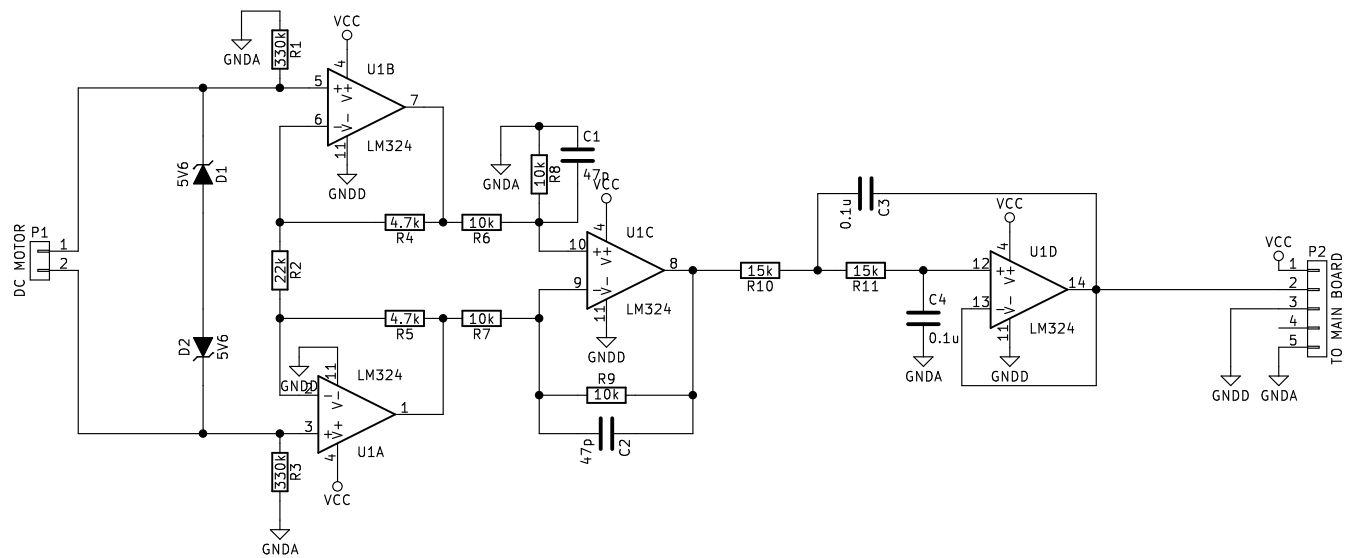 VCC
330k
R1
GNDA
4
U1B
5
+
V+
7
6
-
V-
11
LM324
GNDD
C1
5V6
D1
10k
R8
GNDA
47p
VCC
0.1u
C3
VCC
4.7k
R4
10k
R6
4
U1C
P1
DC MOTOR
1
2
10
+
V+
8
9
-
V-
11
LM324
GNDD
22k
R2
15k
R10
15k
R11
4
U1D
12
+
V+
14
13
-
V-
11
LM324
GNDD
C4
0.1u
GNDA
VCC
P2
1
2
3
4
5
TO MAIN BOARD
GNDD
GNDA
4.7k
R5
10k
R7
D2
5V6
GNDD
11
LM324
2
-
V-
1
3
+
V+
U1A
4
VCC
R9
10k
47p
C2
330k
R3
GNDA